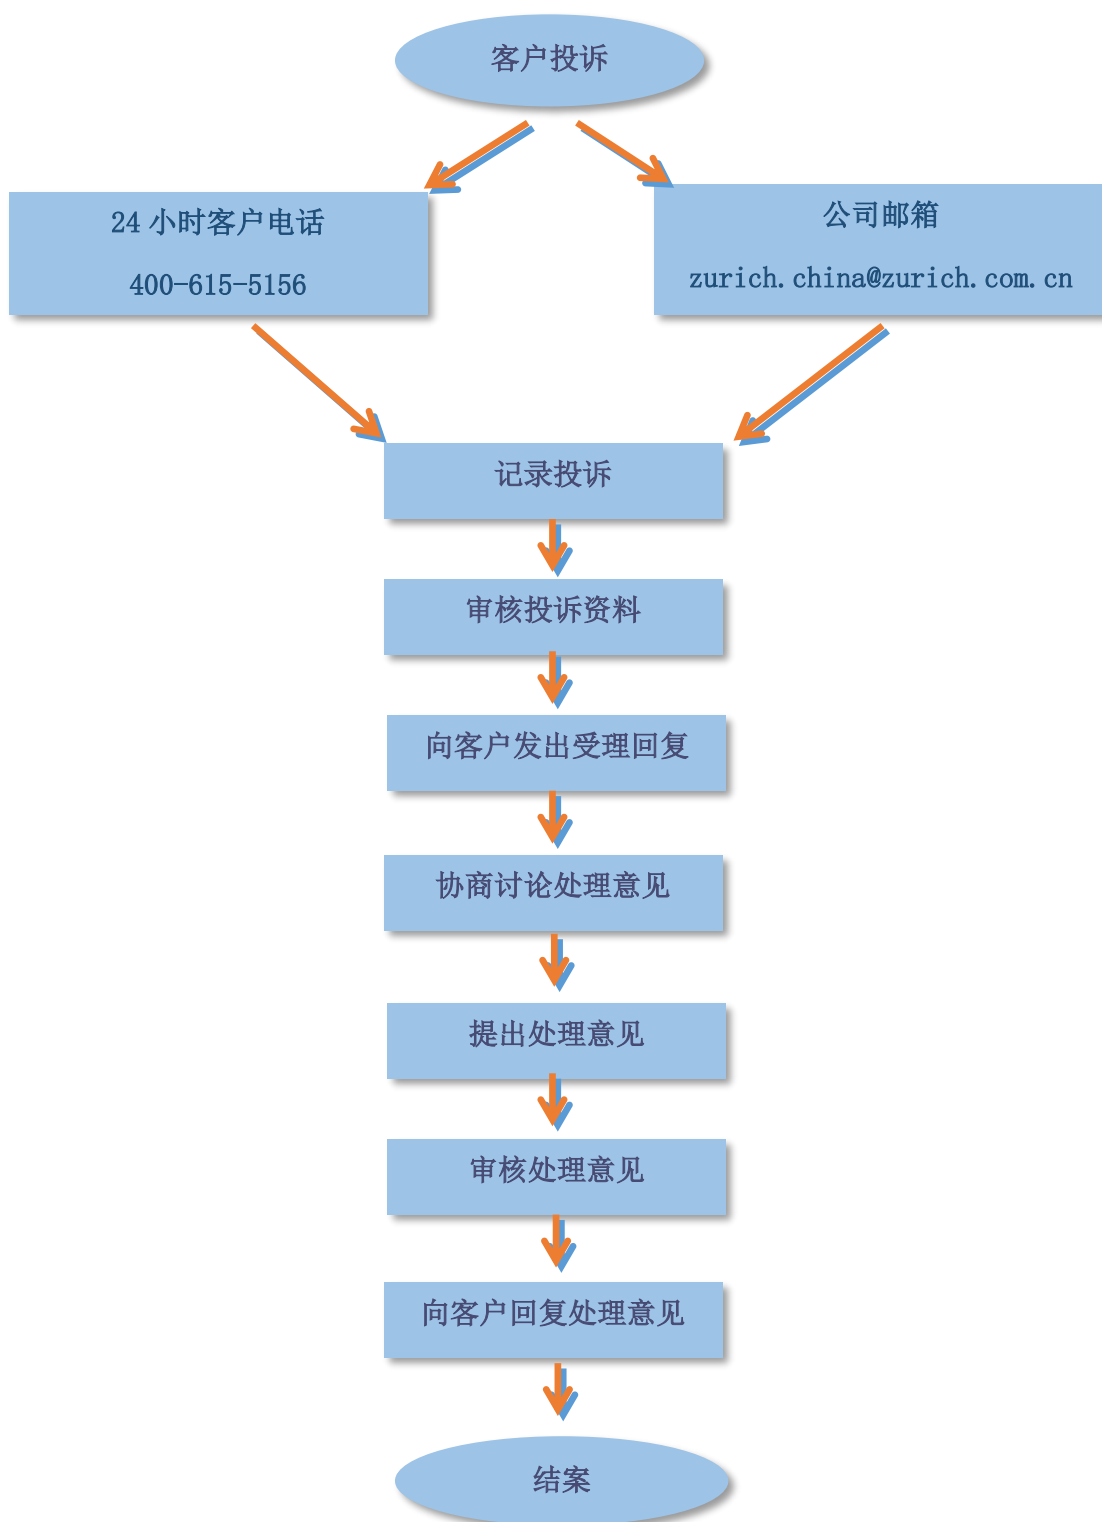 客户投诉
24 小时客户电话
400-615-5156
公司邮箱
zurich.china@zurich.com.cn
记录投诉
审核投诉资料
向客户发出受理回复
协商讨论处理意见
提出处理意见
审核处理意见
向客户回复处理意见
结案